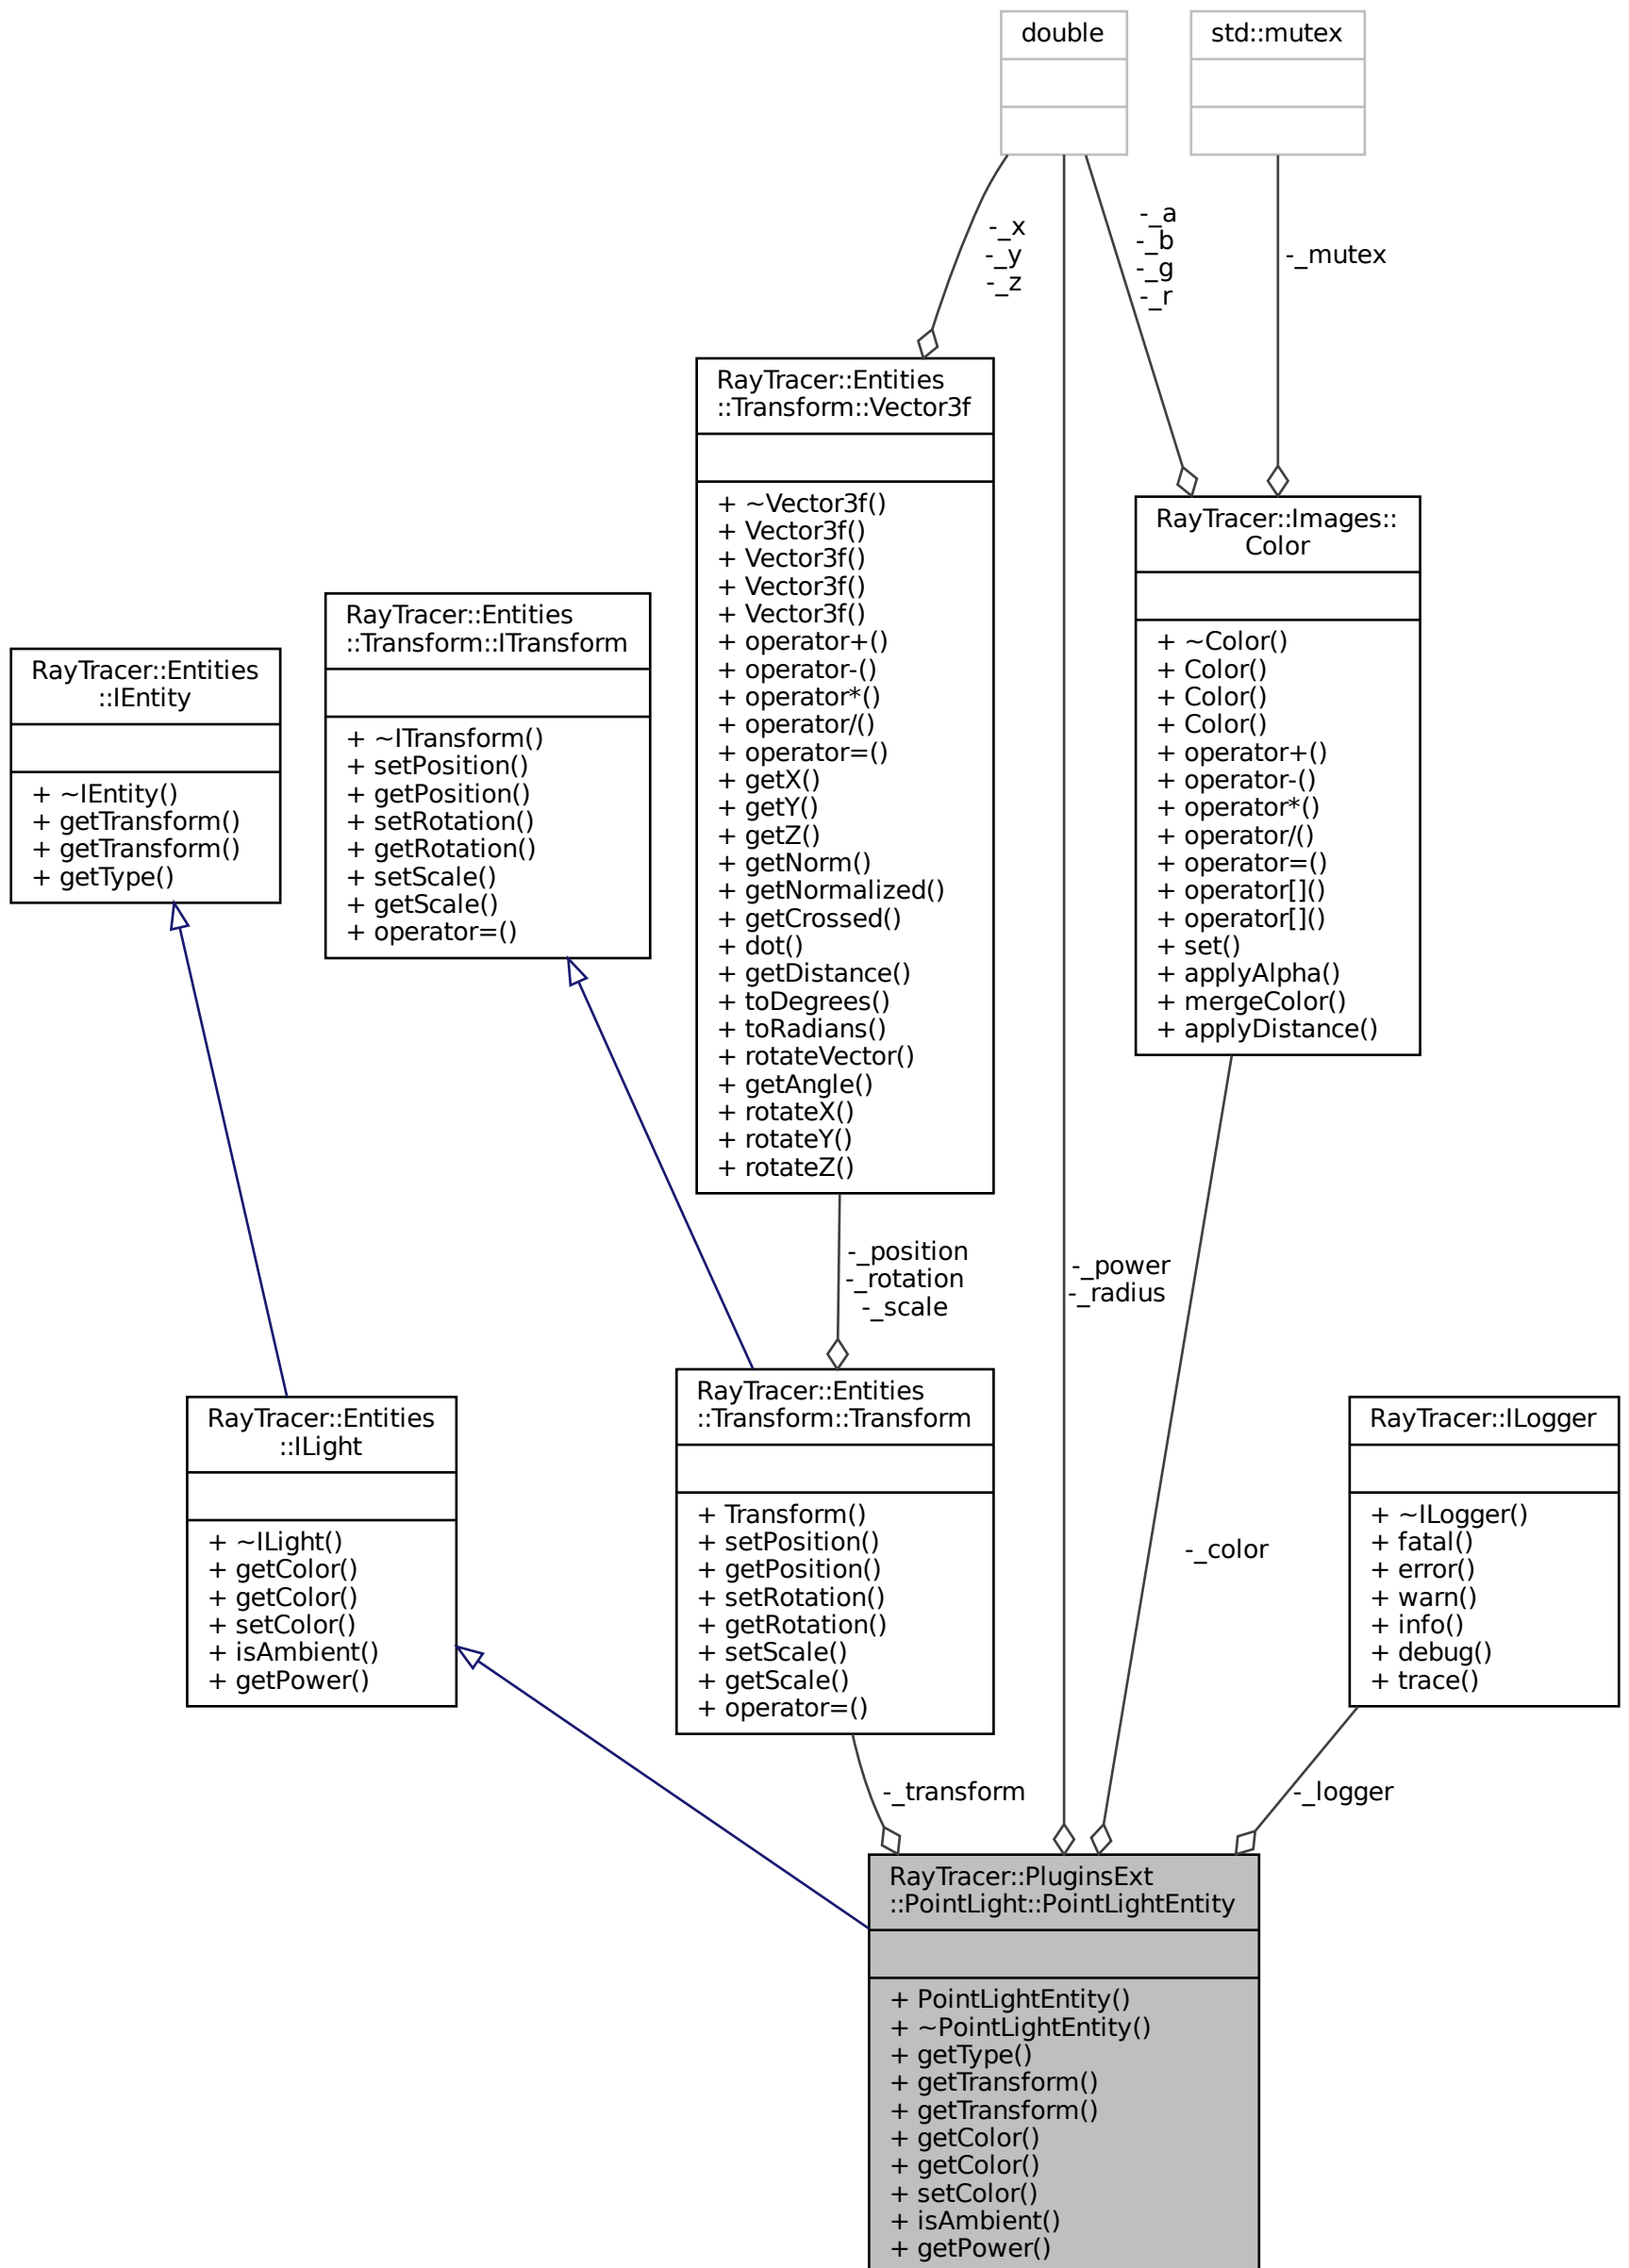 double
std::mutex
-_x
-_y
-_z
-_a
-_b
-_g
-_r
-_mutex
RayTracer::Entities
::Transform::Vector3f
+ ~Vector3f()
+ Vector3f()
+ Vector3f()
+ Vector3f()
+ Vector3f()
+ operator+()
+ operator-()
+ operator*()
+ operator/()
+ operator=()
+ getX()
+ getY()
+ getZ()
+ getNorm()
+ getNormalized()
+ getCrossed()
+ dot()
+ getDistance()
+ toDegrees()
+ toRadians()
+ rotateVector()
+ getAngle()
+ rotateX()
+ rotateY()
+ rotateZ()
RayTracer::Images::
Color
+ ~Color()
+ Color()
+ Color()
+ Color()
+ operator+()
+ operator-()
+ operator*()
+ operator/()
+ operator=()
+ operator[]()
+ operator[]()
+ set()
+ applyAlpha()
+ mergeColor()
+ applyDistance()
RayTracer::Entities
::Transform::ITransform
+ ~ITransform()
+ setPosition()
+ getPosition()
+ setRotation()
+ getRotation()
+ setScale()
+ getScale()
+ operator=()
RayTracer::Entities
::IEntity
+ ~IEntity()
+ getTransform()
+ getTransform()
+ getType()
-_position
-_rotation
-_scale
-_power
-_radius
RayTracer::Entities
::ILight
+ ~ILight()
+ getColor()
+ getColor()
+ setColor()
+ isAmbient()
+ getPower()
RayTracer::Entities
::Transform::Transform
+ Transform()
+ setPosition()
+ getPosition()
+ setRotation()
+ getRotation()
+ setScale()
+ getScale()
+ operator=()
-_color
RayTracer::ILogger
+ ~ILogger()
+ fatal()
+ error()
+ warn()
+ info()
+ debug()
+ trace()
-_transform
-_logger
RayTracer::PluginsExt
::PointLight::PointLightEntity
+ PointLightEntity()
+ ~PointLightEntity()
+ getType()
+ getTransform()
+ getTransform()
+ getColor()
+ getColor()
+ setColor()
+ isAmbient()
+ getPower()